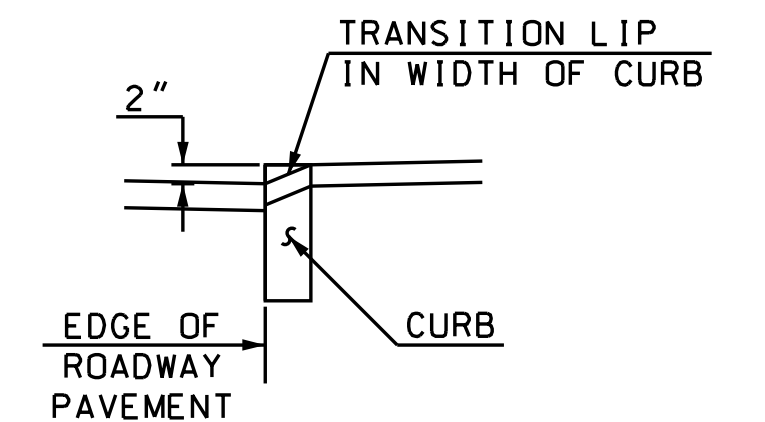 TRANSITION LIP
IN WIDTH OF CURB
2"
CURB
EDGE OF
ROADWAY
PAVEMENT